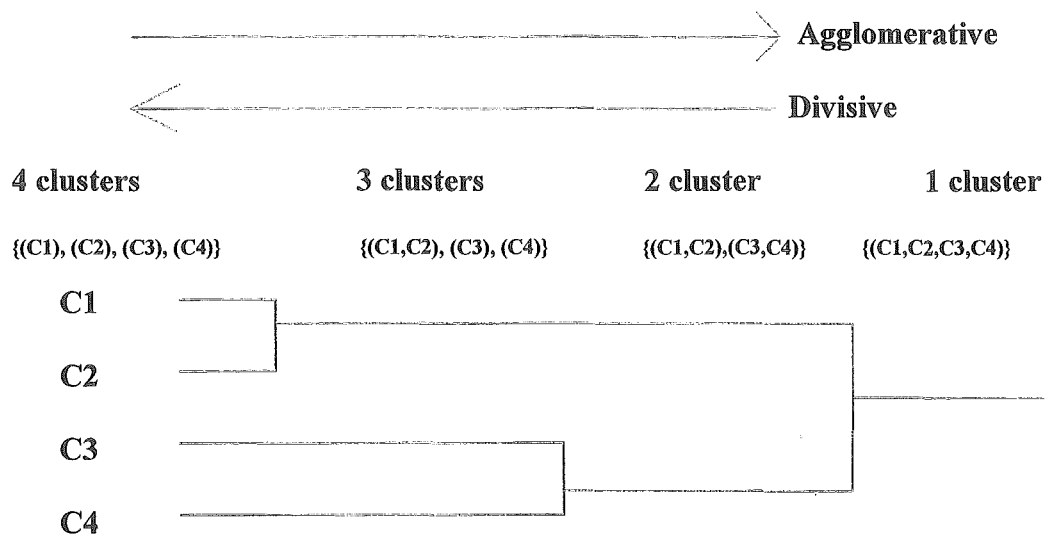 Agglomerative
Divisive
4 clusters 3 clusters 2 cluster 1 cluster
{(C1), (C2), (C3), (C4)} {(C1,C2), (C3), (C4)} {(C1,C2),(C3,C4)} {(C1,C2,C3,C4)}
C1
C2
C3
C4